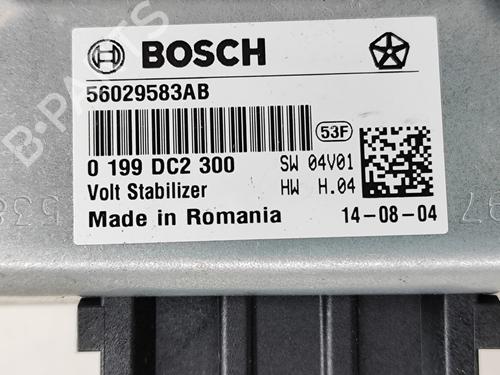 BOSCH
56029583AB
53F
0 199 DC2 300 SW 04V01
Volt Stabilizer HW H.04
Made in Romania 14-08-04
B-PARTS